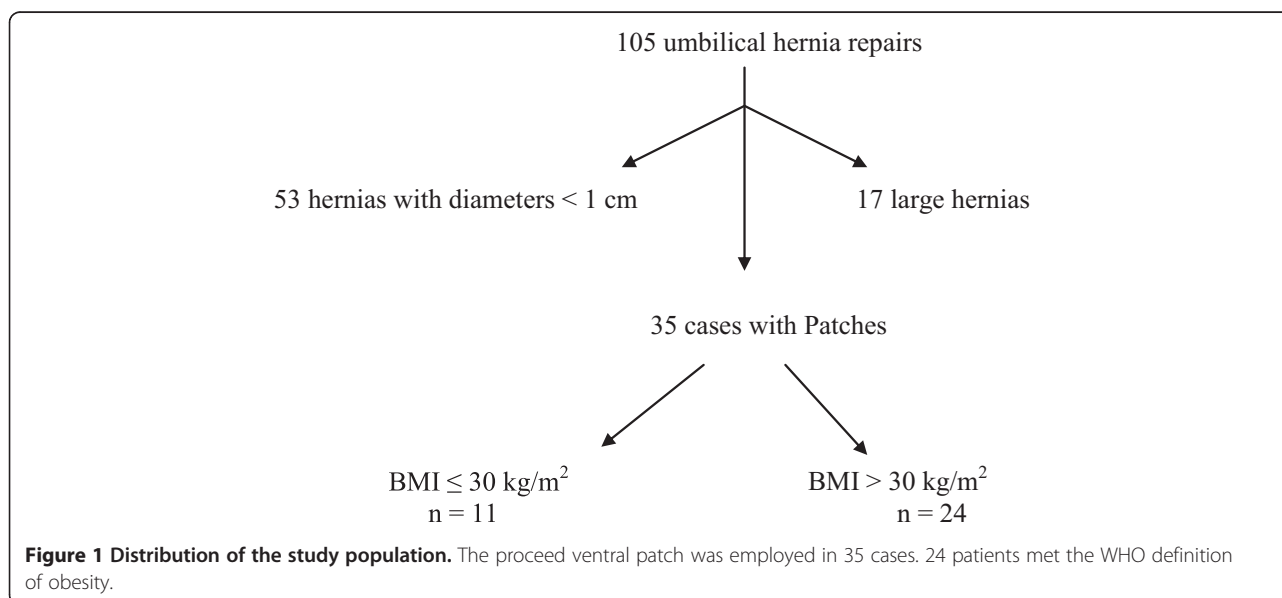 105 umbilical hernia repairs
53 hernias with diameters < 1 cm
17 large hernias
35 cases with Patches
BMI ≤ 30 kg/m²
n = 11
BMI > 30 kg/m²
n = 24
Figure 1 Distribution of the study population. The proceed ventral patch was employed in 35 cases. 24 patients met the WHO definition
of obesity.